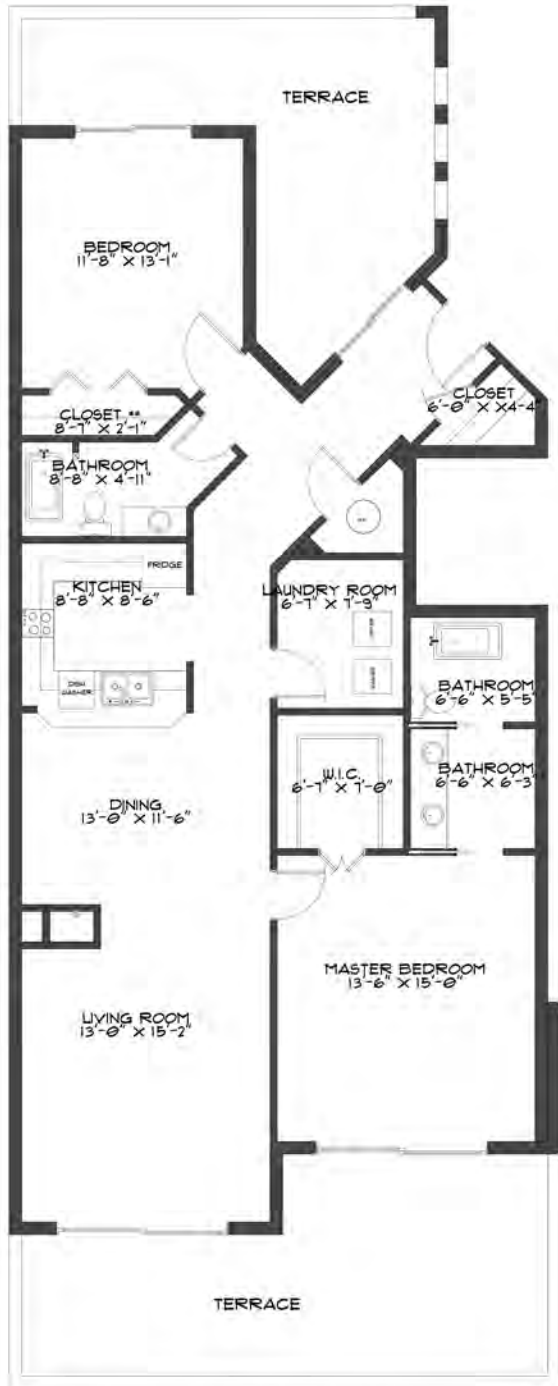 TERRACE
BEDROOM
11'-8" X 13'-1"
CLOSET
6'-0" X X4-4"
CLOSET **
8'-7" X 2'-1"
BATHROOM
8'-8" X 4'-11"
FRIDGE
KITCHEN
8'-8" X 8'-6"
LAUNDRY ROOM
6'-7" X 7'-9"
DISH
WASHER
BATHROOM
6'-6" X 5'-5"
BATHROOM
6'-6" X 6'-3"
W.I.C.
6'-7" X 7'-0"
DINING
13'-0" X 11'-6"
MASTER BEDROOM
13'-6" X 15'-0"
LIVING ROOM
13'-0" X 15'-2"
TERRACE